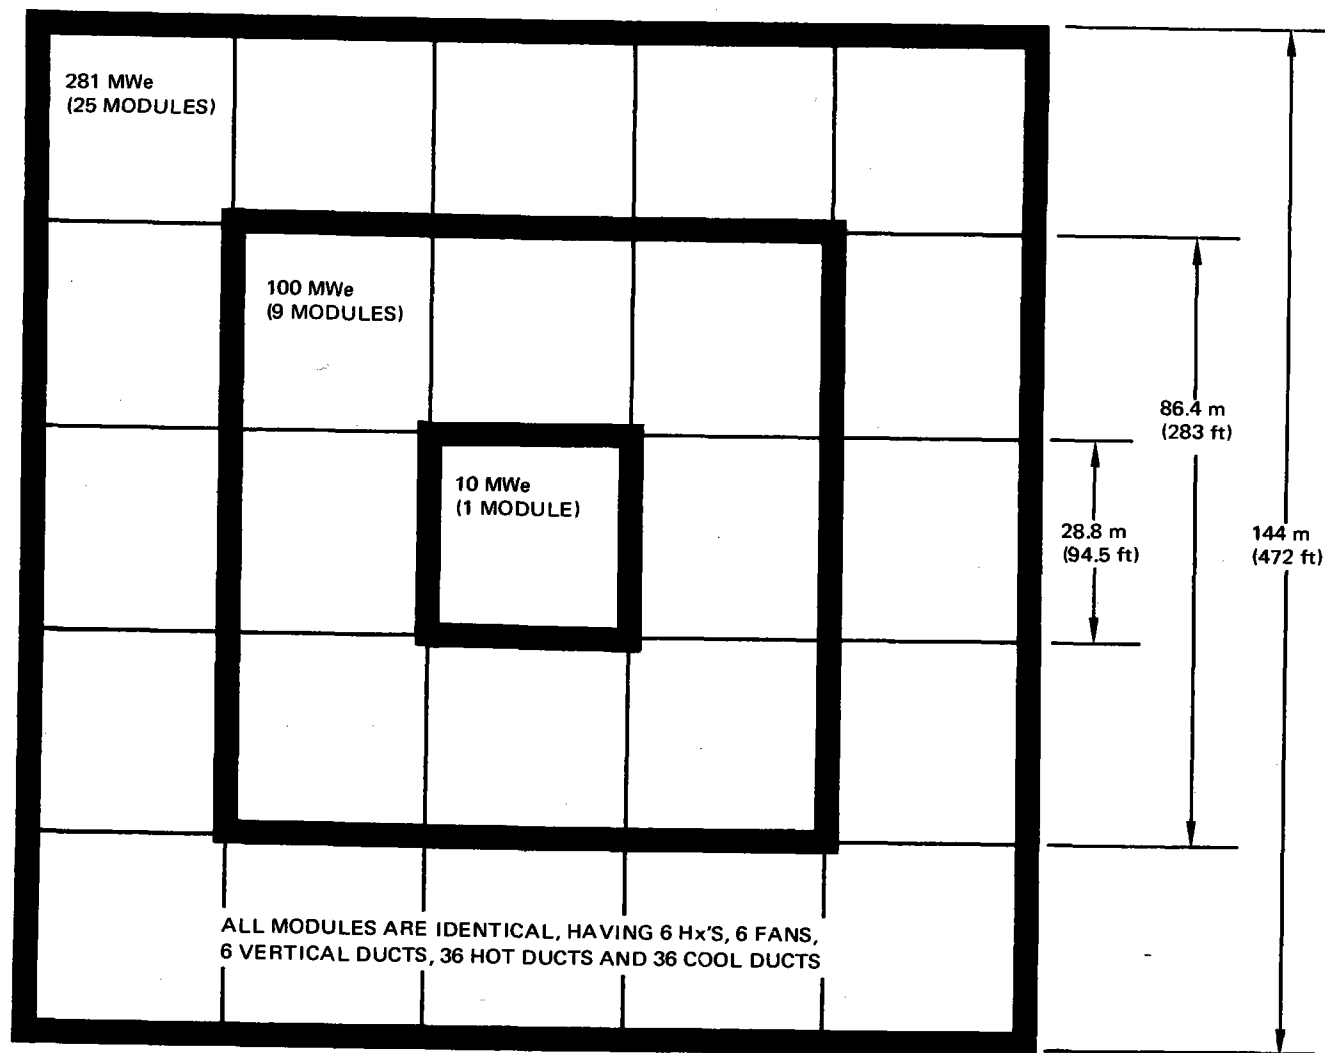 281 MWe
(25 MODULES)
100 MWe
(9 MODULES)
10 MWe
(1 MODULE)
86.4 m
(283 ft)
28.8 m
(94.5 ft)
144 m
(472 ft)
ALL MODULES ARE IDENTICAL, HAVING 6 Hx'S, 6 FANS,
6 VERTICAL DUCTS, 36 HOT DUCTS AND 36 COOL DUCTS